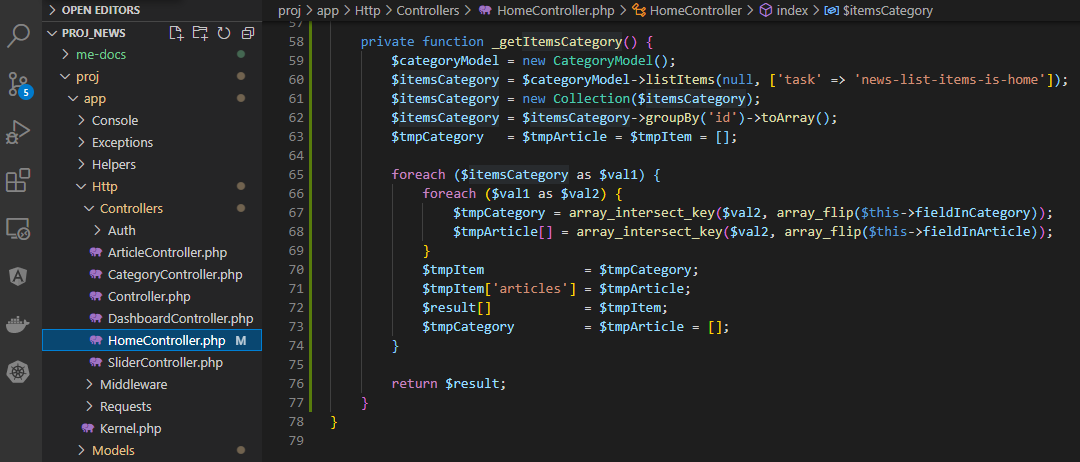 OPEN EDITORS
PROJ_NEWS
me-docs
proj
app
Console
Exceptions
Helpers
Http
Controllers
Auth
ArticleController.php
CategoryController.php
Controller.php
DashboardController.php
HomeController.php M
SliderController.php
Middleware
Requests
Kernel.php
Models
5
proj > app > Http > Controllers > HomeController.php > HomeController > index > $itemsCategory
57
58 private function _getItemsCategory() {
59 $categoryModel = new CategoryModel();
60 $itemsCategory = $categoryModel->listItems(null, ['task' => 'news-list-items-is-home']);
61 $itemsCategory = new Collection($itemsCategory);
62 $itemsCategory = $itemsCategory->groupBy('id')->toArray();
63 $tmpCategory   = $tmpArticle = $tmpItem = [];
64
65 foreach ($itemsCategory as $val1) {
66 foreach ($val1 as $val2) {
67 $tmpCategory = array_intersect_key($val2, array_flip($this->fieldInCategory));
68 $tmpArticle[] = array_intersect_key($val2, array_flip($this->fieldInArticle));
69 }
70 $tmpItem             = $tmpCategory;
71 $tmpItem['articles'] = $tmpArticle;
72 $result[]            = $tmpItem;
73 $tmpCategory         = $tmpArticle = [];
74 }
75
76 return $result;
77 }
78 }
79